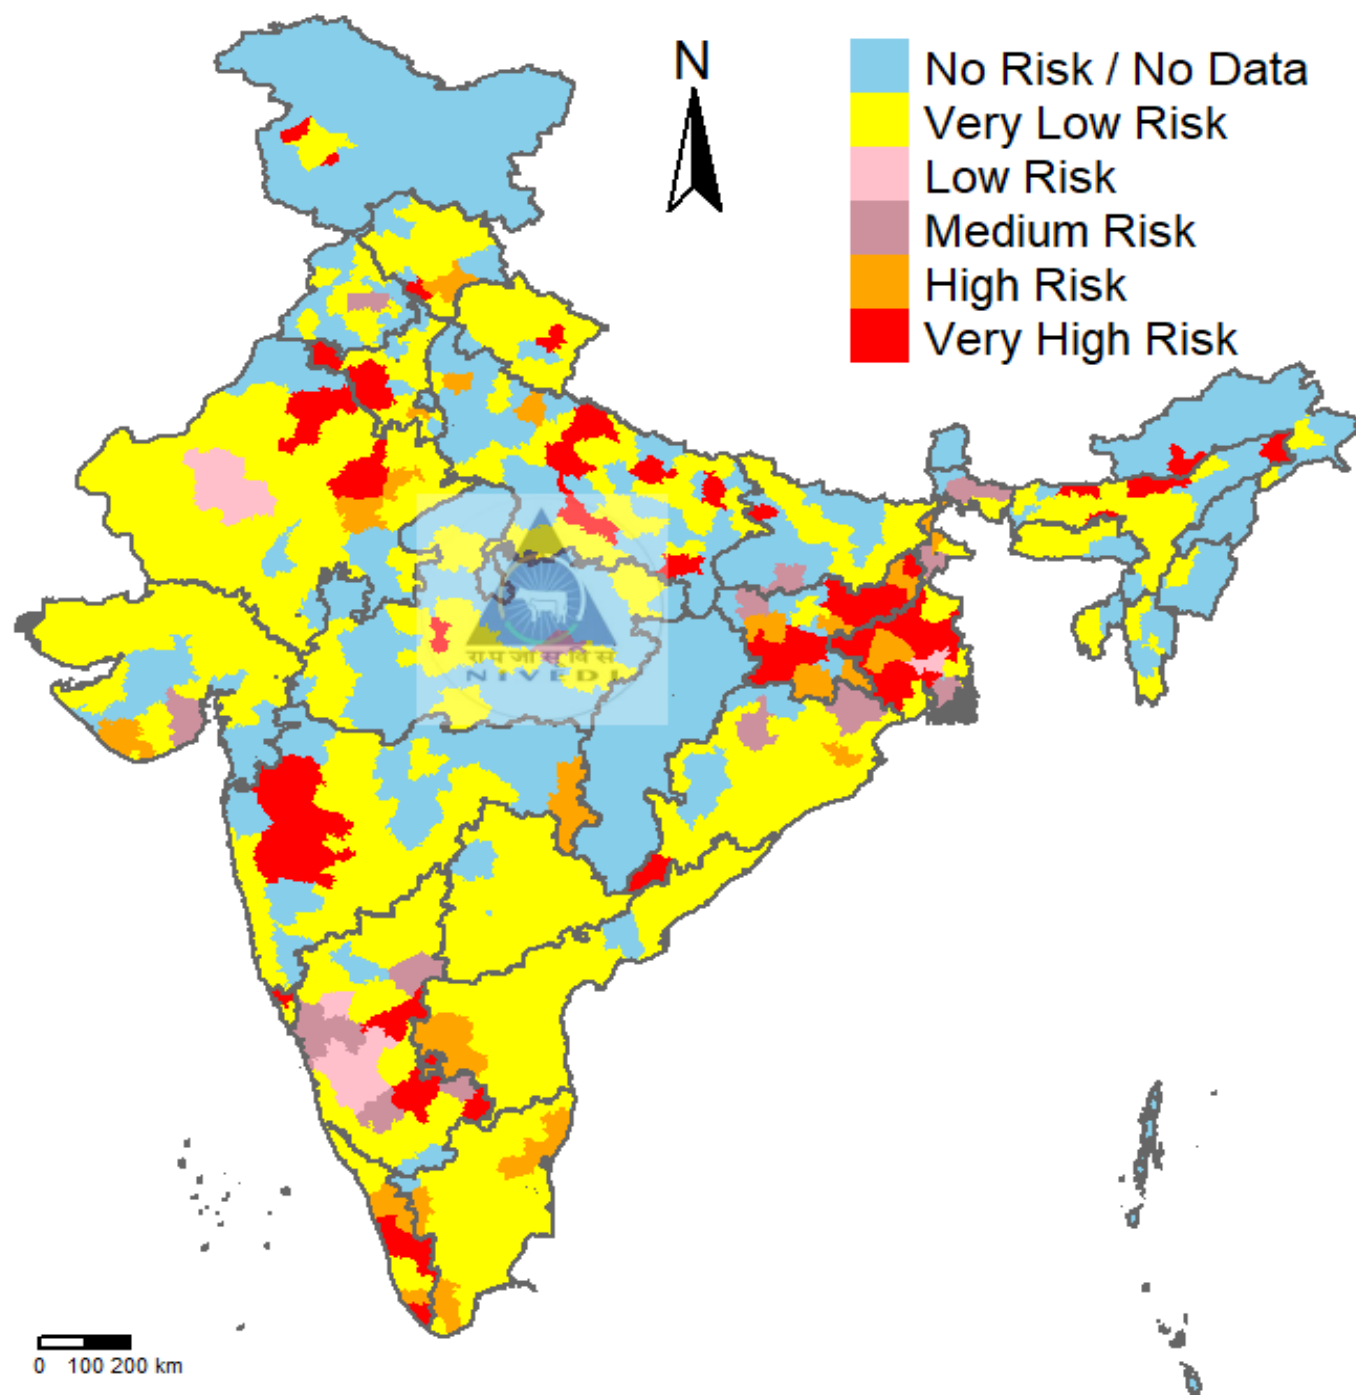 N
No Risk / No Data
Very Low Risk
Low Risk
Medium Risk
High Risk
Very High Risk
रा प जा सू वि सं
NIVEDI
0 100 200 km